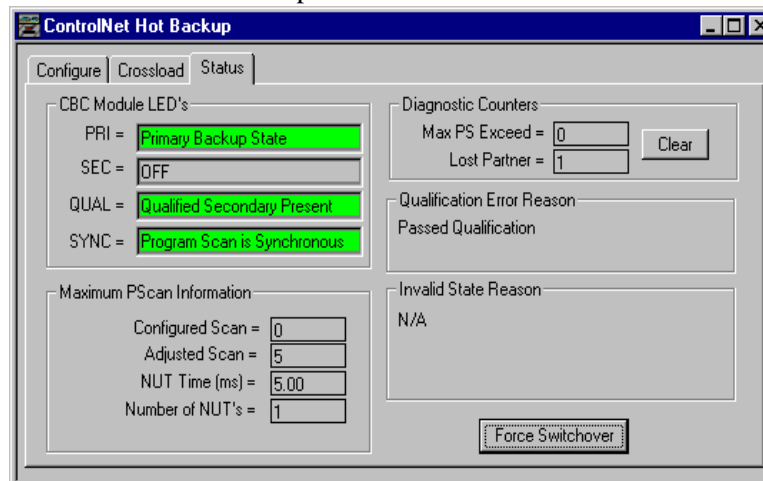 ControlNet Hot Backup
Configure Crossload Status
CBC Module LED's
PRI = Primary Backup State
SEC = OFF
QUAL = Qualified Secondary Present
SYNC = Program Scan is Synchronous
Diagnostic Counters
Max PS Exceed = 0
Lost Partner = 1
Clear
Qualification Error Reason
Passed Qualification
Maximum PScan Information
Configured Scan = 0
Adjusted Scan = 5
NUT Time (ms) = 5.00
Number of NUT's = 1
Invalid State Reason
N/A
Force Switchover